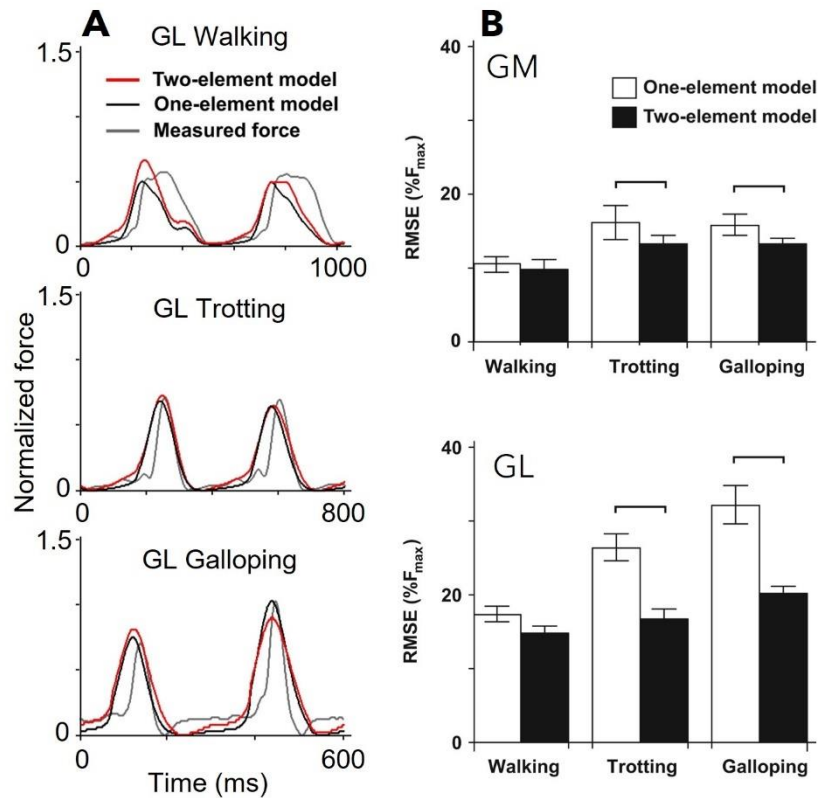 A
GL Walking
1.5
Two-element model
One-element model
Measured force
0
0
1000
GL Trotting
1.5
0
0
800
GL Galloping
1.5
0
0
600
Normalized force
Time (ms)
B
GM
40
One-element model
Two-element model
20
0
RMSE (%Fmax)
Walking
Trotting
Galloping
GL
40
20
0
RMSE (%Fmax)
Walking
Trotting
Galloping